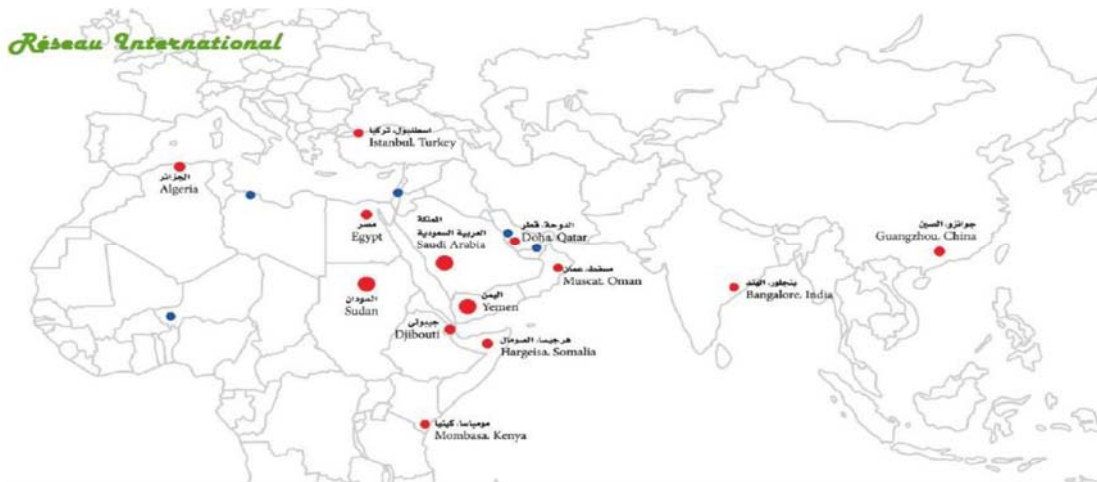 Réseau International
اسطنبول، تركيا
Istanbul, Turkey
الجزائر
Algeria
مصر
Egypt
المملكة
العربية السعودية
Saudi Arabia
الدوحة، قطر
Doha, Qatar
مسقط، عمان
Muscat, Oman
جوانزو، السين
Guangzhou, China
بنجلور، الهند
Bangalore, India
السودان
Sudan
اليمن
Yemen
جيبوتي
Djibouti
هرجيسا، الصومال
Hargeisa, Somalia
مومباسا، كينيا
Mombasa, Kenya